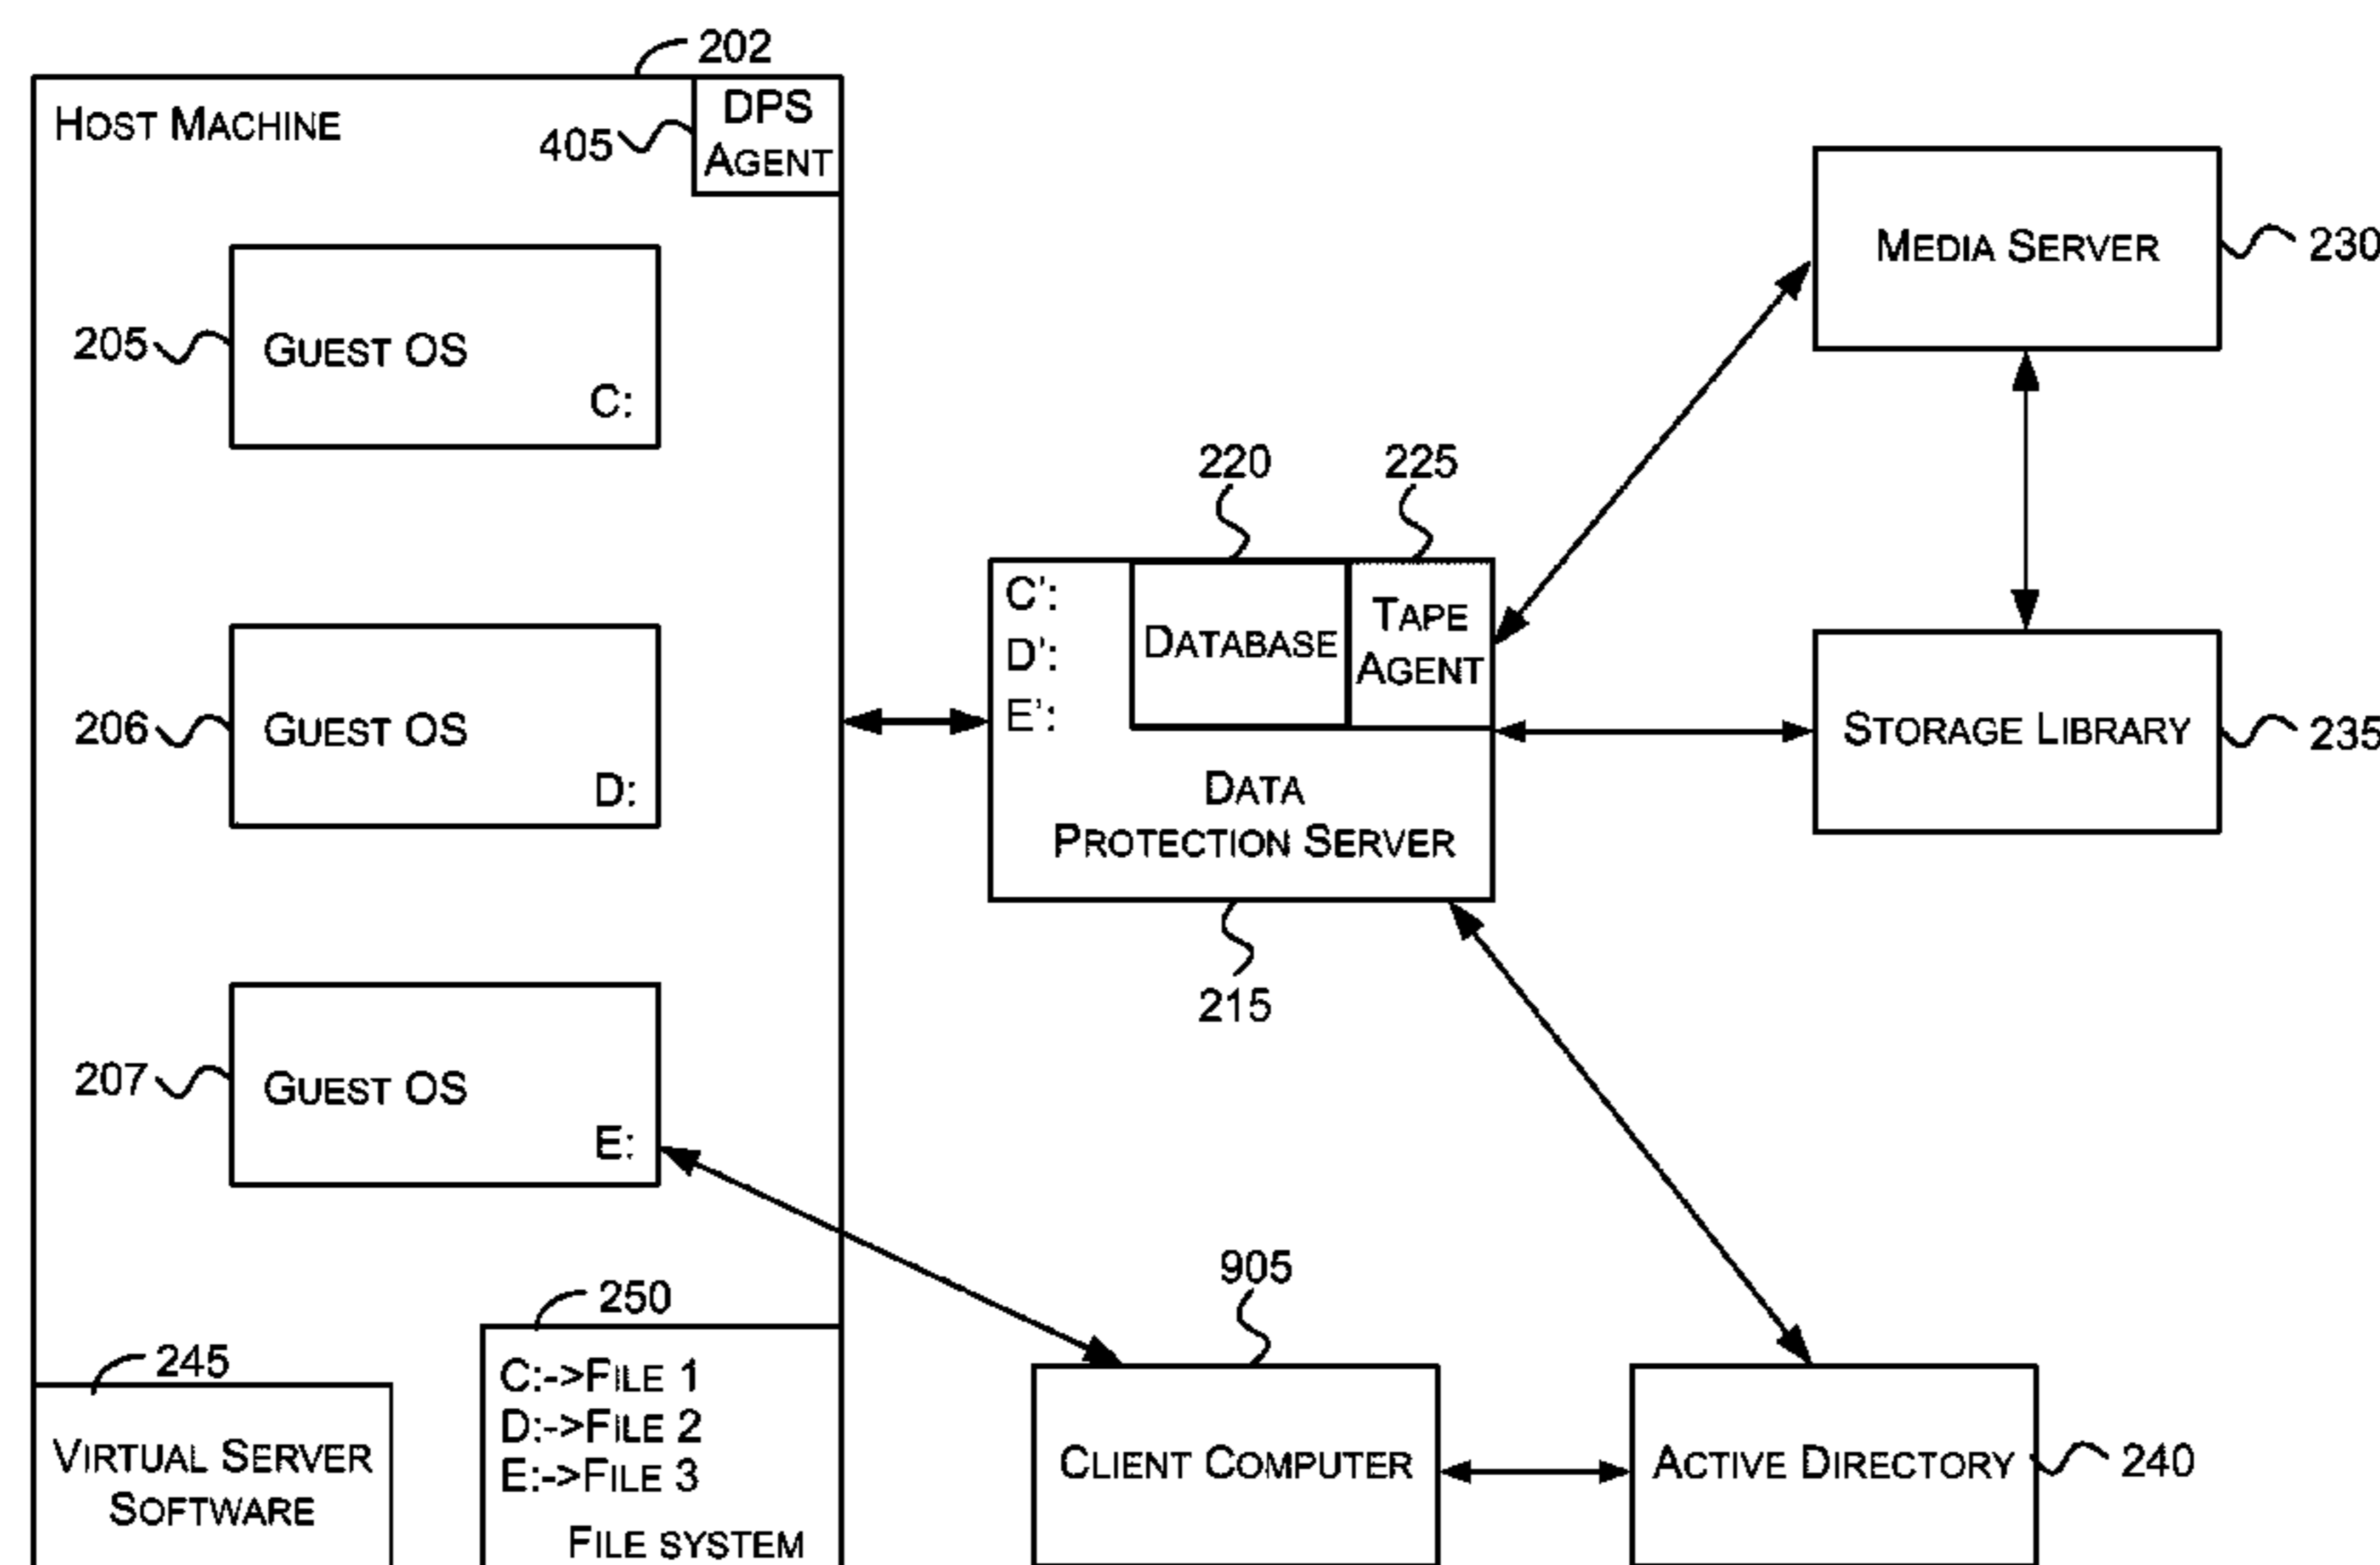 202
HOST MACHINE
DPS
AGENT
405
205
GUEST OS
C:
206
GUEST OS
D:
207
GUEST OS
E:
245
VIRTUAL SERVER
SOFTWARE
250
C:->FILE 1
D:->FILE 2
E:->FILE 3
FILE SYSTEM
220
225
C':
D':
E':
DATABASE
TAPE
AGENT
DATA
PROTECTION SERVER
215
MEDIA SERVER
230
STORAGE LIBRARY
235
905
CLIENT COMPUTER
ACTIVE DIRECTORY
240